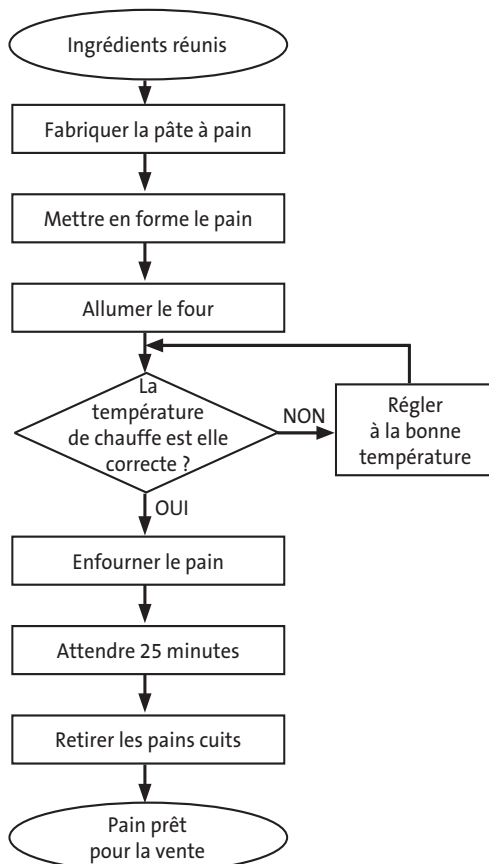 Ingrédients réunis
Fabriquer la pâte à pain
Mettre en forme le pain
Allumer le four
La
température
de chauffe est elle
correcte ?
NON
Régler
à la bonne
température
OUI
Enfourner le pain
Attendre 25 minutes
Retirer les pains cuits
Pain prêt
pour la vente